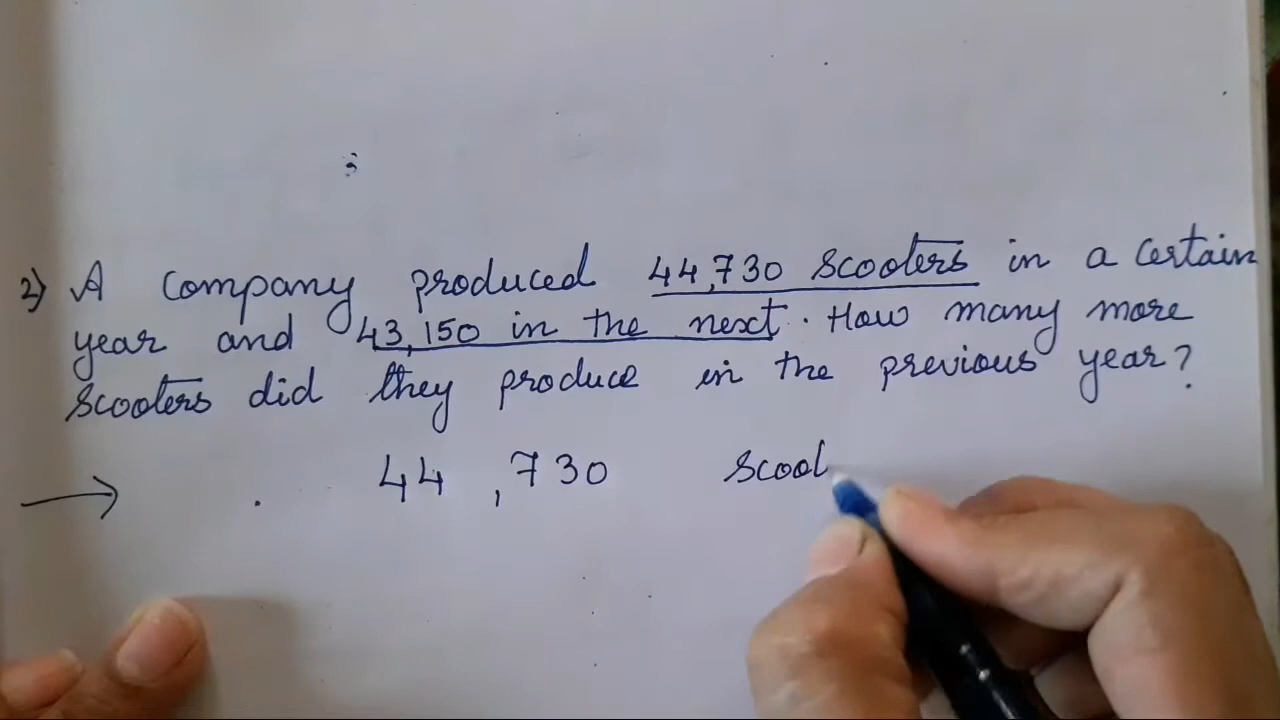 2) A company produced 44,730 scooters in a certain
year and 43,150 in the next. How many more
scooters did they produce in the previous year?
→ 44,730 scoot